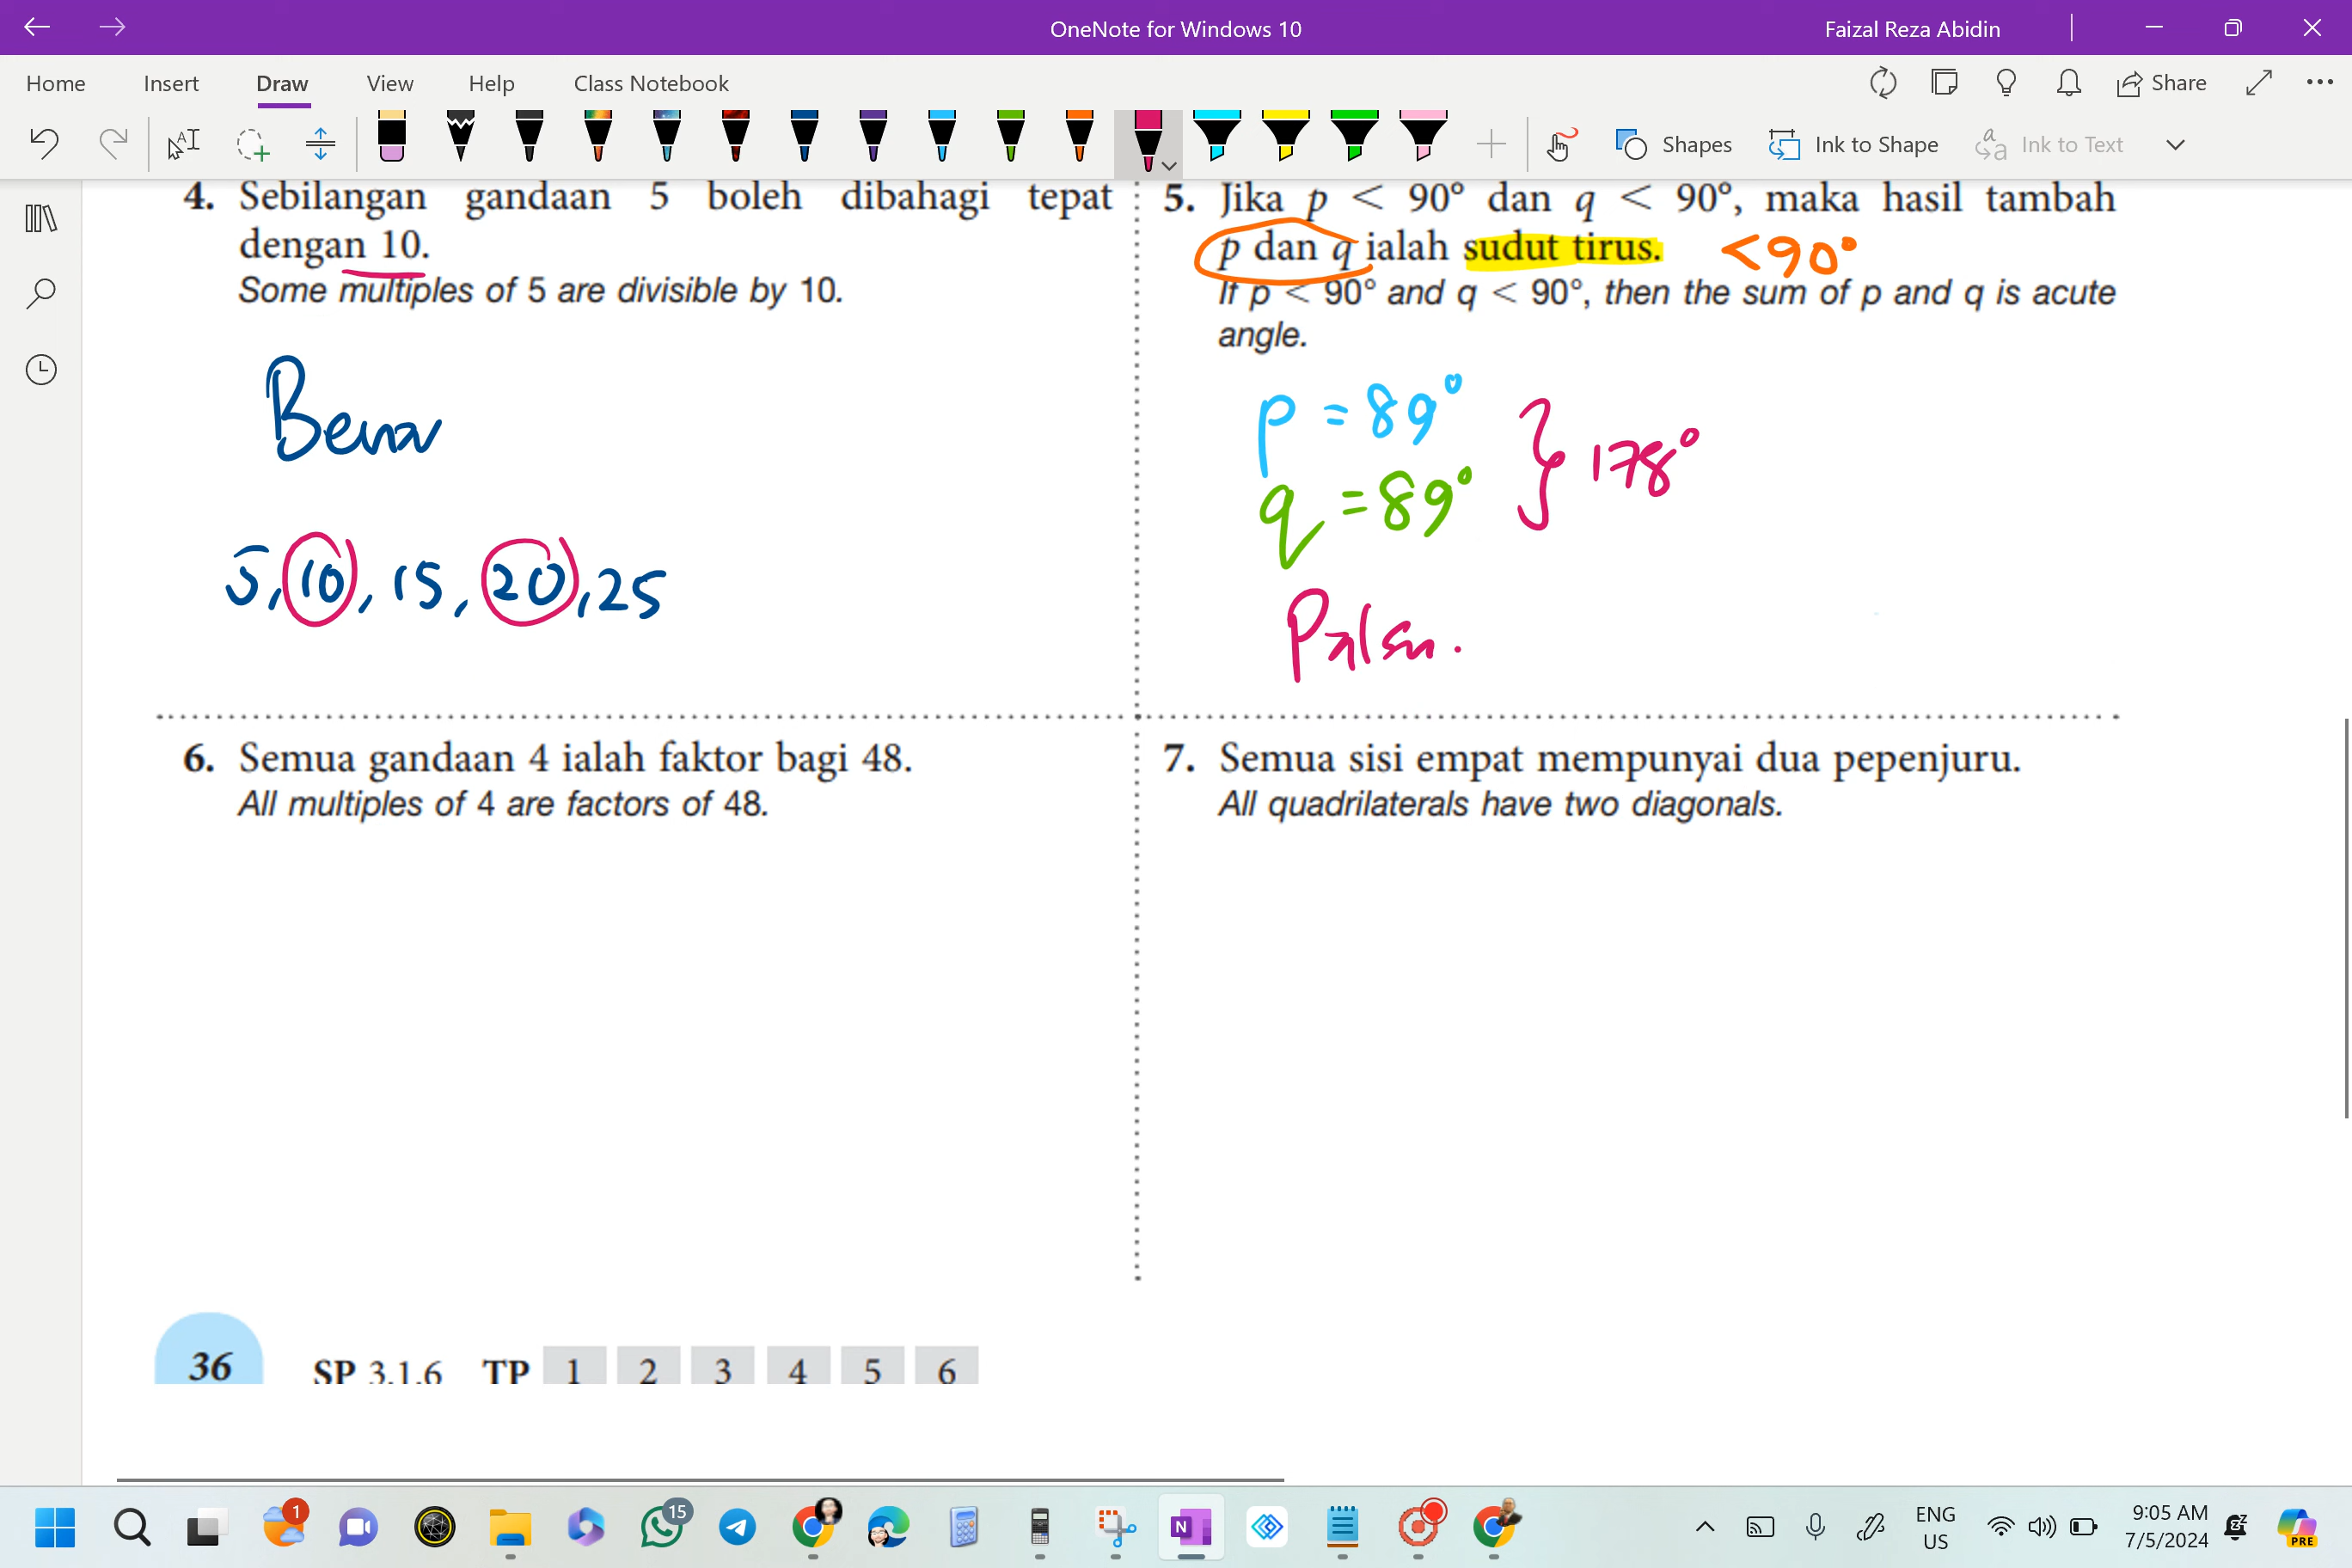 OneNote for Windows 10
Faizal Reza Abidin
Home Insert Draw View Help Class Notebook
Share
Shapes Ink to Shape Ink to Text
4. Sebilangan gandaan 5 boleh dibahagi tepat
dengan 10.
Some multiples of 5 are divisible by 10.
Benar
5, 10, 15, 20, 25
5. Jika p < 90° dan q < 90°, maka hasil tambah
p dan q ialah sudut tirus. <90°
If p < 90° and q < 90°, then the sum of p and q is acute
angle.
p = 89°
q = 89°
178°
6. Semua gandaan 4 ialah faktor bagi 48.
All multiples of 4 are factors of 48.
7. Semua sisi empat mempunyai dua pepenjuru.
All quadrilaterals have two diagonals.
36 SP 3.1.6 TP 1 2 3 4 5 6
1
15
N
ENG
US
9:05 AM
7/5/2024
PRE